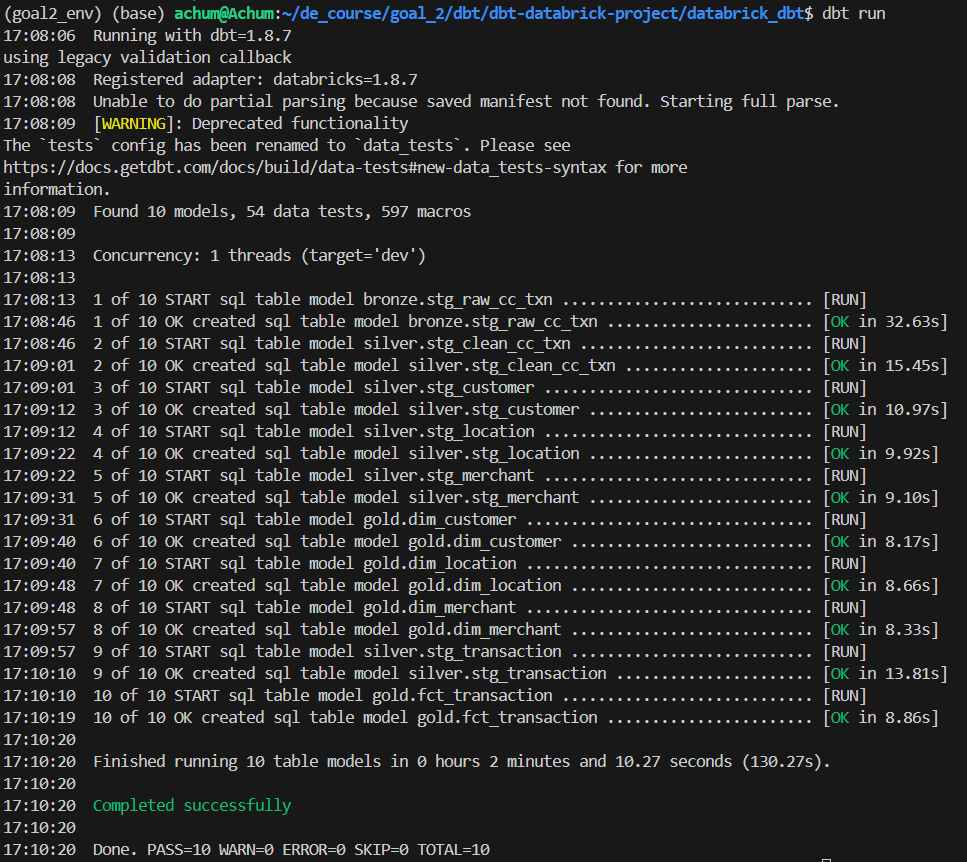 (goal2_env) (base) achum@Achum:~/de_course/goal_2/dbt/dbt-databrick-project/databrick_dbt$ dbt run
17:08:06  Running with dbt=1.8.7
using legacy validation callback
17:08:08  Registered adapter: databricks=1.8.7
17:08:08  Unable to do partial parsing because saved manifest not found. Starting full parse.
17:08:09  [WARNING]: Deprecated functionality
The `tests` config has been renamed to `data_tests`. Please see
https://docs.getdbt.com/docs/build/data-tests#new-data_tests-syntax for more
information.
17:08:09  Found 10 models, 54 data tests, 597 macros
17:08:09
17:08:13  Concurrency: 1 threads (target='dev')
17:08:13
17:08:13  1 of 10 START sql table model bronze.stg_raw_cc_txn ............................ [RUN]
17:08:46  1 of 10 OK created sql table model bronze.stg_raw_cc_txn ....................... [OK in 32.63s]
17:08:46  2 of 10 START sql table model silver.stg_clean_cc_txn .......................... [RUN]
17:09:01  2 of 10 OK created sql table model silver.stg_clean_cc_txn ..................... [OK in 15.45s]
17:09:01  3 of 10 START sql table model silver.stg_customer .............................. [RUN]
17:09:12  3 of 10 OK created sql table model silver.stg_customer ......................... [OK in 10.97s]
17:09:12  4 of 10 START sql table model silver.stg_location .............................. [RUN]
17:09:22  4 of 10 OK created sql table model silver.stg_location ......................... [OK in 9.92s]
17:09:22  5 of 10 START sql table model silver.stg_merchant .............................. [RUN]
17:09:31  5 of 10 OK created sql table model silver.stg_merchant ......................... [OK in 9.10s]
17:09:31  6 of 10 START sql table model gold.dim_customer ................................ [RUN]
17:09:40  6 of 10 OK created sql table model gold.dim_customer ........................... [OK in 8.17s]
17:09:40  7 of 10 START sql table model gold.dim_location ................................ [RUN]
17:09:48  7 of 10 OK created sql table model gold.dim_location ........................... [OK in 8.66s]
17:09:48  8 of 10 START sql table model gold.dim_merchant ................................ [RUN]
17:09:57  8 of 10 OK created sql table model gold.dim_merchant ........................... [OK in 8.33s]
17:09:57  9 of 10 START sql table model silver.stg_transaction ........................... [RUN]
17:10:10  9 of 10 OK created sql table model silver.stg_transaction ...................... [OK in 13.81s]
17:10:10  10 of 10 START sql table model gold.fct_transaction ............................ [RUN]
17:10:19  10 of 10 OK created sql table model gold.fct_transaction ....................... [OK in 8.86s]
17:10:20
17:10:20  Finished running 10 table models in 0 hours 2 minutes and 10.27 seconds (130.27s).
17:10:20
17:10:20  Completed successfully
17:10:20
17:10:20  Done. PASS=10 WARN=0 ERROR=0 SKIP=0 TOTAL=10